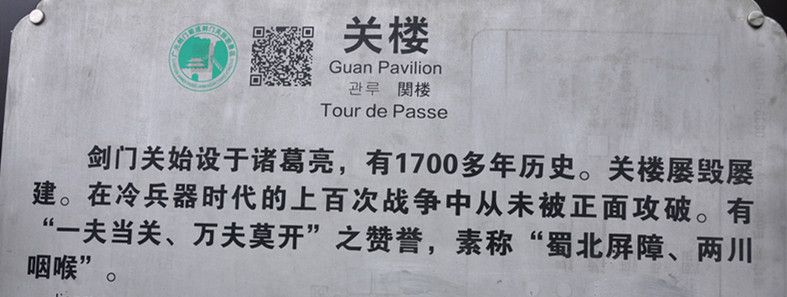 关楼
Guan Pavilion
관루 関楼
Tour de Passe
剑门关始设于诸葛亮，有1700多年历史。关楼屡毁屡
建。在冷兵器时代的上百次战争中从未被正面攻破。有
“一夫当关、万夫莫开”之赞誉，素称“蜀北屏障、两川
咽喉”。